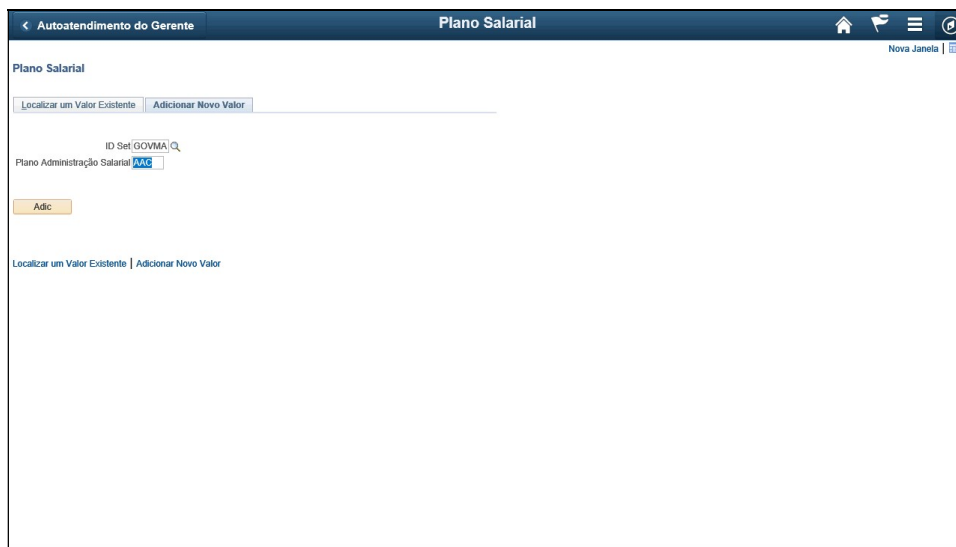 Autoatendimento do Gerente
Plano Salarial
Nova Janela |
Plano Salarial
Localizar um Valor Existente
Adicionar Novo Valor
ID Set GOVMA
Plano Administração Salarial AAC
Adic
Localizar um Valor Existente | Adicionar Novo Valor